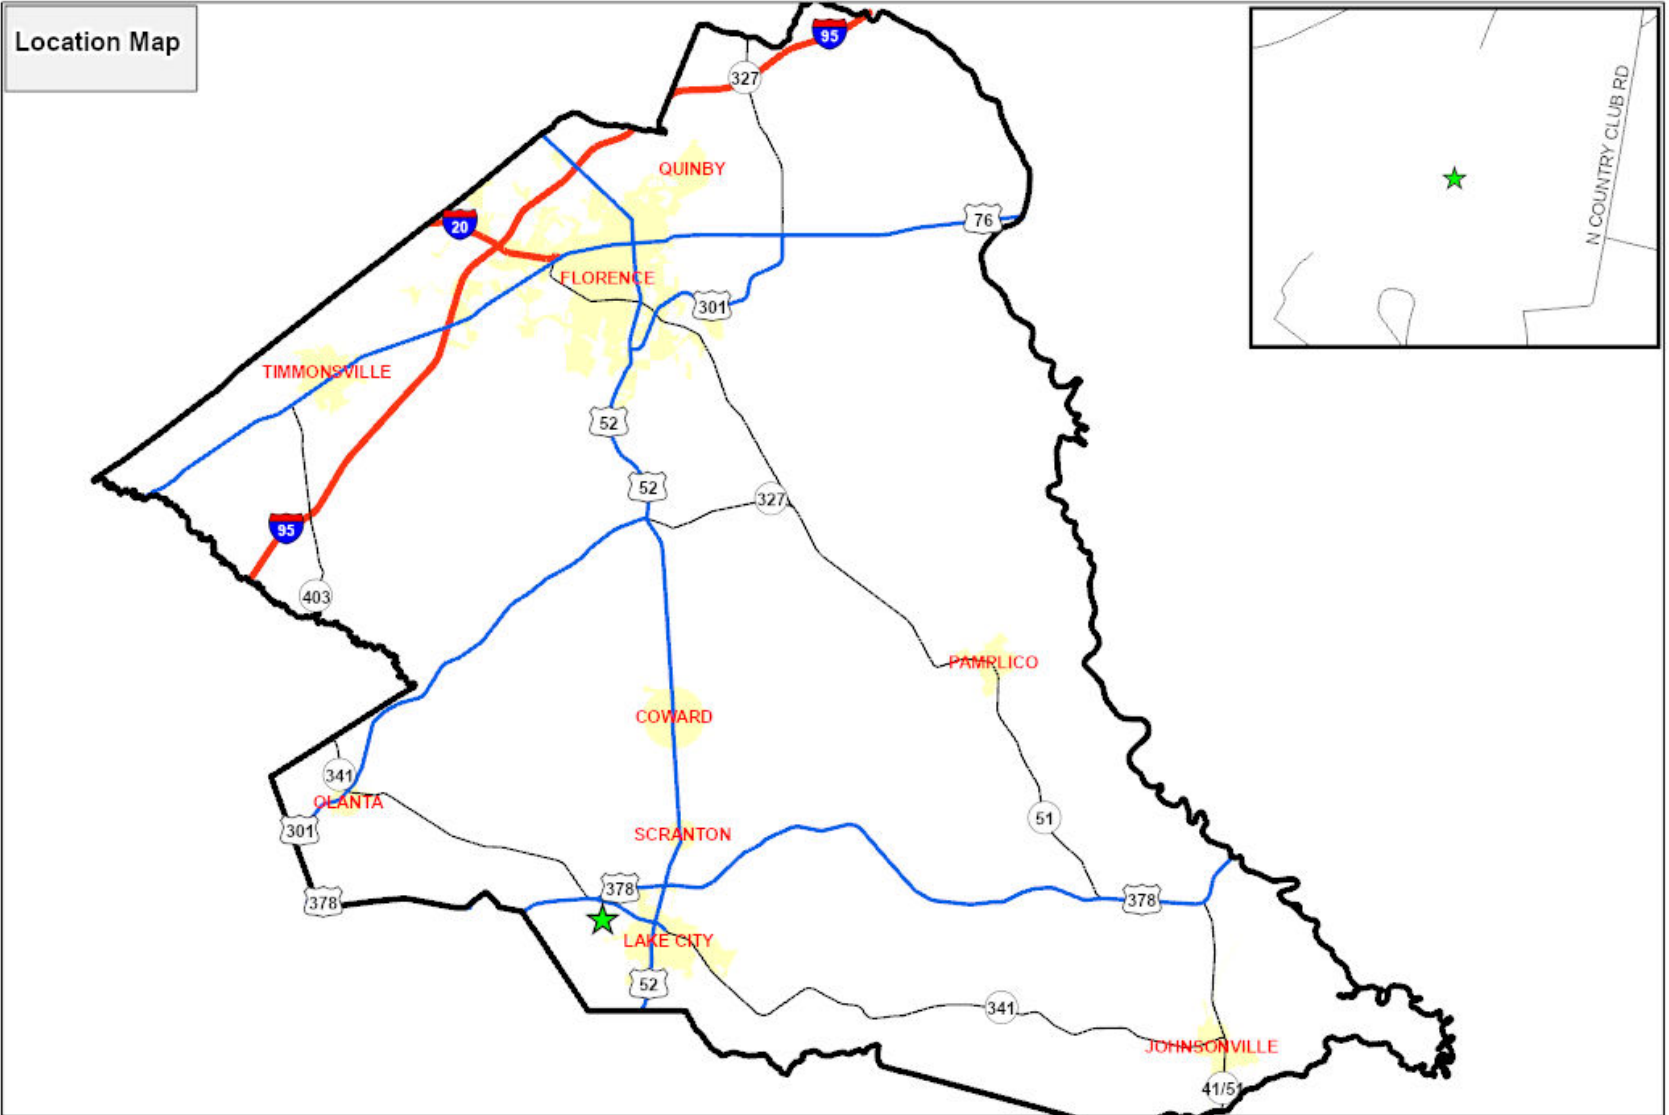 Location Map
95
327
N COUNTRY CLUB RD
QUINBY
20
76
FLORENCE
301
TIMMONSVILLE
52
52
327
95
403
PAMPLICO
COWARD
341
OLANTA
51
301
SCRANTON
378
378
378
LAKE CITY
52
341
JOHNSONVILLE
41/51